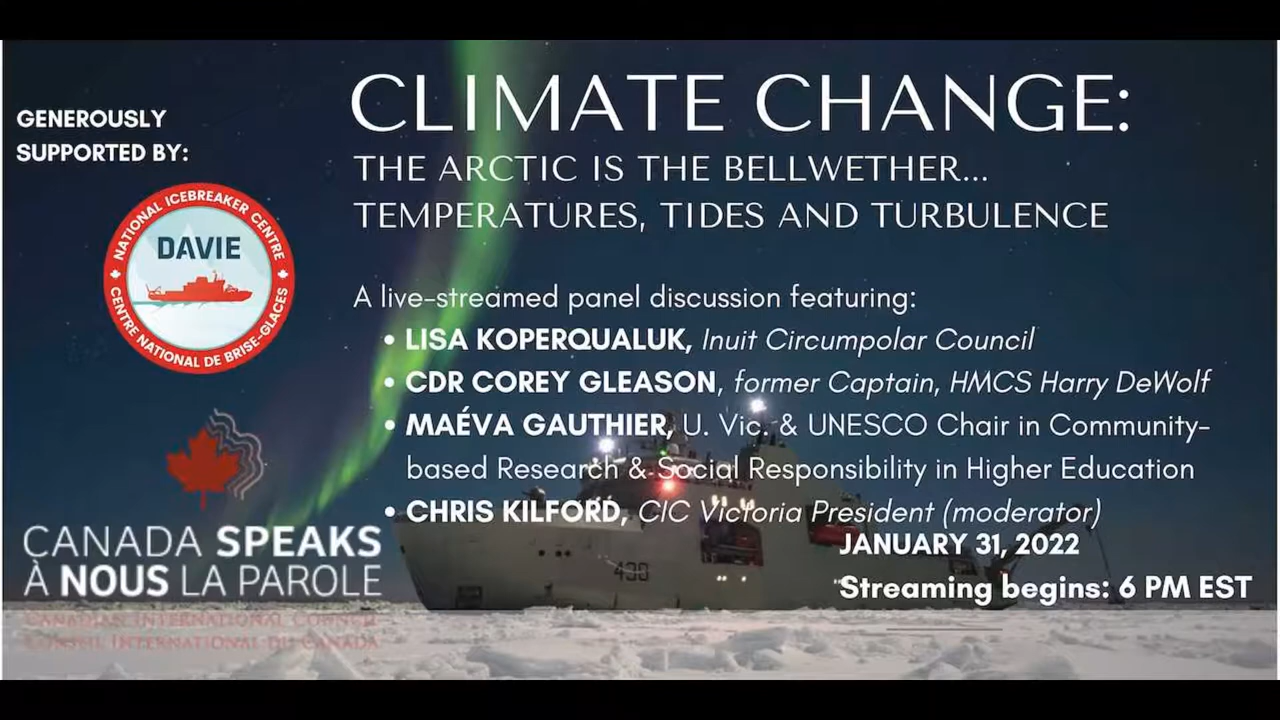 GENEROUSLY
SUPPORTED BY:
NATIONAL ICEBREAKER CENTRE
DAVIE
CENTRE NATIONAL DE BRISE-GLACES
CANADA SPEAKS
À NOUS LA PAROLE
CANADIAN INTERNATIONAL COUNCIL
CONSEIL INTERNATIONAL DU CANADA
CLIMATE CHANGE:
THE ARCTIC IS THE BELLWETHER...
TEMPERATURES, TIDES AND TURBULENCE
A live-streamed panel discussion featuring:
• LISA KOPERQUALUK, Inuit Circumpolar Council
• CDR COREY GLEASON, former Captain, HMCS Harry DeWolf
• MAÉVA GAUTHIER, U. Vic. & UNESCO Chair in Community-
based Research & Social Responsibility in Higher Education
• CHRIS KILFORD, CIC Victoria President (moderator)
JANUARY 31, 2022
Streaming begins: 6 PM EST
430